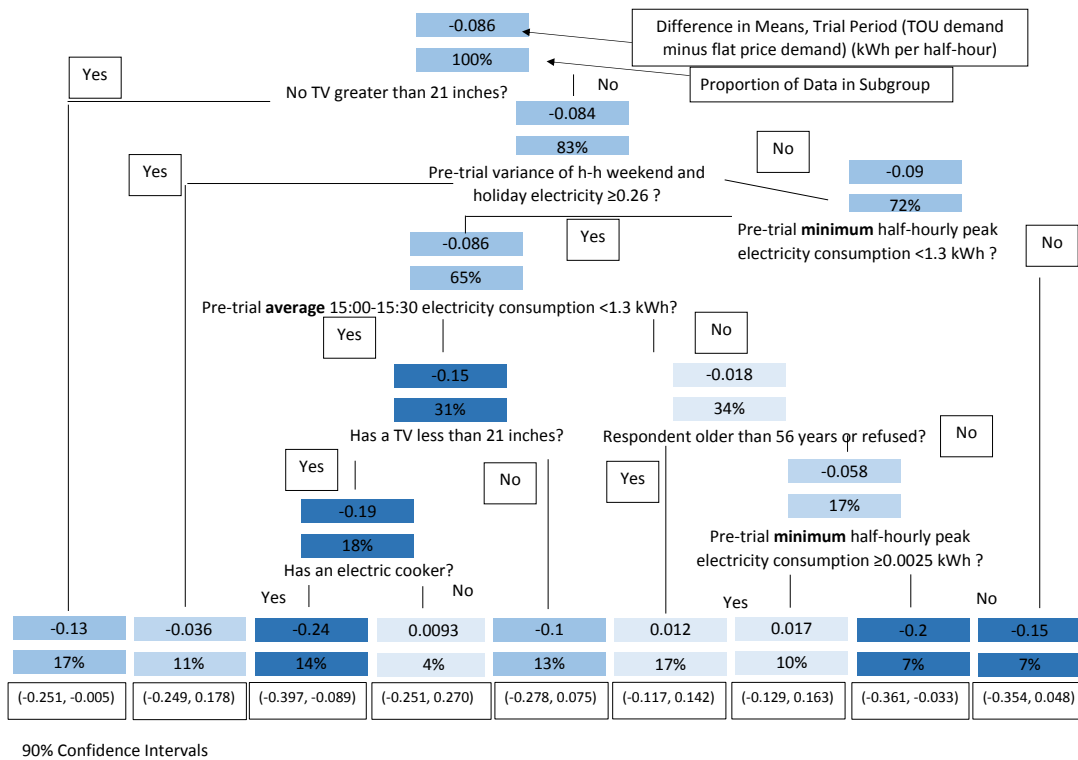 -0.086
Difference in Means, Trial Period (TOU demand
minus flat price demand) (kWh per half-hour)
100%
Proportion of Data in Subgroup
Yes
No TV greater than 21 inches?
No
-0.084
83%
Yes
No
Pre-trial variance of h-h weekend and
holiday electricity ≥0.26 ?
-0.09
72%
Pre-trial minimum half-hourly peak
electricity consumption <1.3 kWh ?
Yes
No
-0.086
65%
Pre-trial average 15:00-15:30 electricity consumption <1.3 kWh?
Yes
No
-0.15
31%
Has a TV less than 21 inches?
-0.018
34%
Respondent older than 56 years or refused?
Yes
No
Yes
No
-0.19
18%
Has an electric cooker?
-0.058
17%
Pre-trial minimum half-hourly peak
electricity consumption ≥0.0025 kWh ?
Yes
No
Yes
No
-0.13
-0.036
-0.24
0.0093
-0.1
0.012
0.017
-0.2
-0.15
17%
11%
14%
4%
13%
17%
10%
7%
7%
(-0.251, -0.005)
(-0.249, 0.178)
(-0.397, -0.089)
(-0.251, 0.270)
(-0.278, 0.075)
(-0.117, 0.142)
(-0.129, 0.163)
(-0.361, -0.033)
(-0.354, 0.048)
90% Confidence Intervals